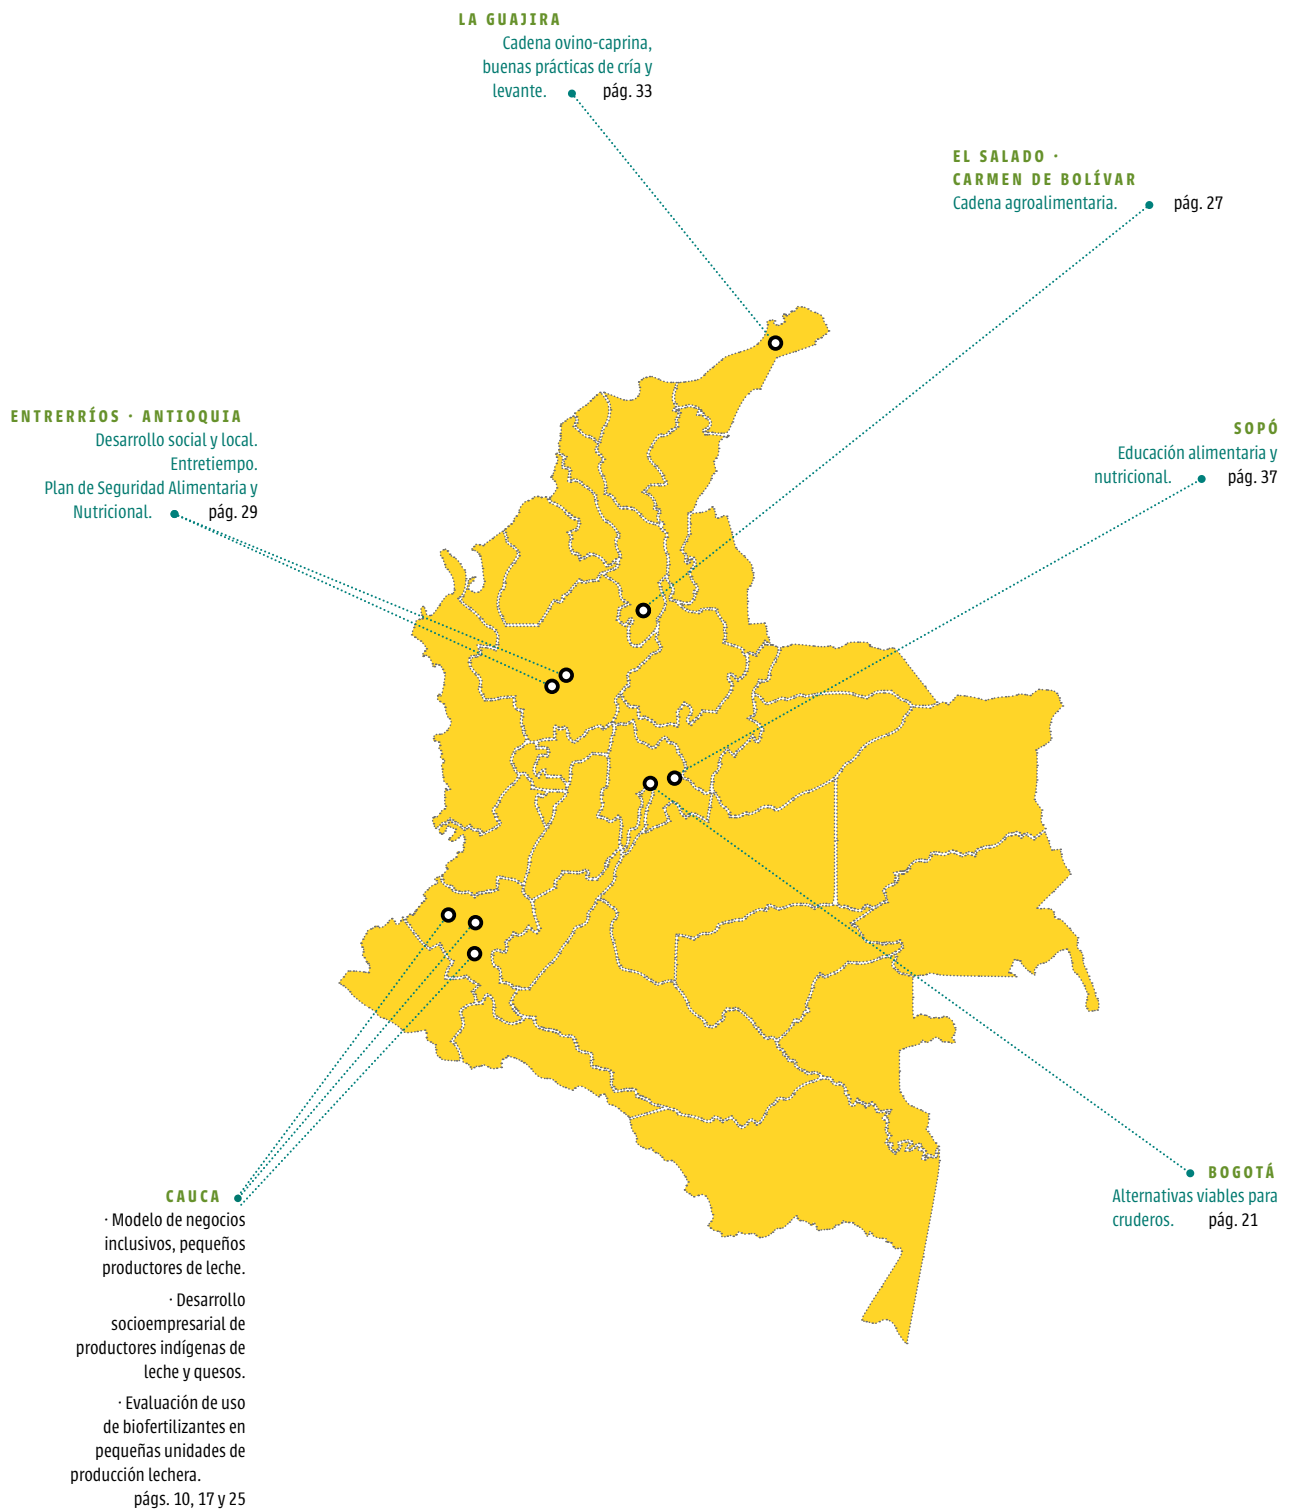 LA GUAJIRA
Cadena ovino-caprina,
buenas prácticas de cría y
levante. pág. 33
EL SALADO ·
CARMEN DE BOLÍVAR
Cadena agroalimentaria. pág. 27
ENTRERRÍOS · ANTIOQUIA
Desarrollo social y local.
Entretiempo.
Plan de Seguridad Alimentaria y
Nutricional. pág. 29
SOPÓ
Educación alimentaria y
nutricional. pág. 37
CAUCA
· Modelo de negocios
inclusivos, pequeños
productores de leche.
· Desarrollo
socioempresarial de
productores indígenas de
leche y quesos.
· Evaluación de uso
de biofertilizantes en
pequeñas unidades de
producción lechera.
págs. 10, 17 y 25
BOGOTÁ
Alternativas viables para
cruderos. pág. 21